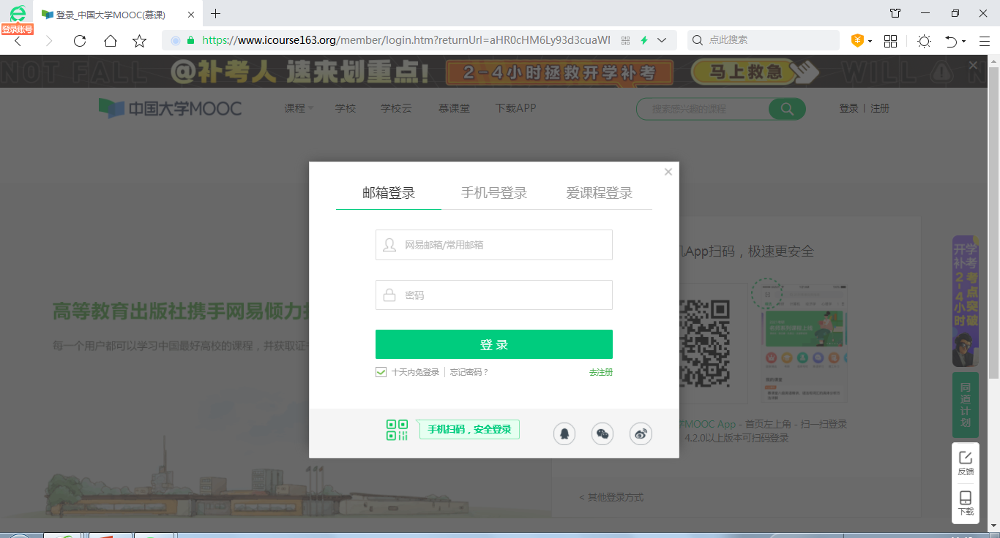 登录_中国大学MOOC(慕课)
登录账号
https://www.icourse163.org/member/login.htm?returnUrl=aHR0cHM6Ly93d3cuaWl
点此搜索
NOT FALL @补考人 速来划重点! 2-4小时拯救开学补考 马上救急 WILL N
中国大学MOOC 课程 学校 学校云 慕课堂 下载APP 搜索感兴趣的课程 登录 | 注册
邮箱登录 手机号登录 爱课程登录
网易邮箱/常用邮箱
密码
登 录
十天内免登录 | 忘记密码? 去注册
手机扫码,安全登录
高等教育出版社携手网易倾力
每一个用户都可以学习中国最好高校的课程,并获取证
机App扫码,极速更安全
学MOOC App - 首页左上角 - 扫一扫登录
4.2.0以上版本可扫码登录
< 其他登录方式
开学补考
2-4小时
考点突破
同道计划
反馈
下载